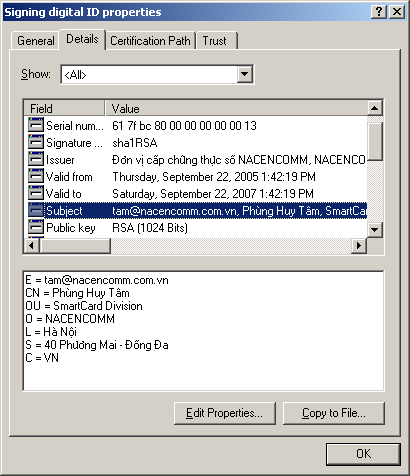 Signing digital ID properties
General Details Certification Path Trust
Show: <All>
Field Value
Serial num... 61 7f bc 80 00 00 00 00 00 13
Signature ... sha1RSA
Issuer Đơn vị cấp chứng thực số NACENCOMM, NACENCO
Valid from Thursday, September 22, 2005 1:42:19 PM
Valid to Saturday, September 22, 2007 1:42:19 PM
Subject tam@nacencomm.com.vn, Phùng Huy Tâm, SmartCar
Public key RSA (1024 Bits)
E = tam@nacencomm.com.vn
CN = Phùng Huy Tâm
OU = SmartCard Division
O = NACENCOMM
L = Hà Nội
S = 40 Phương Mai - Đống Đa
C = VN
Edit Properties... Copy to File...
OK